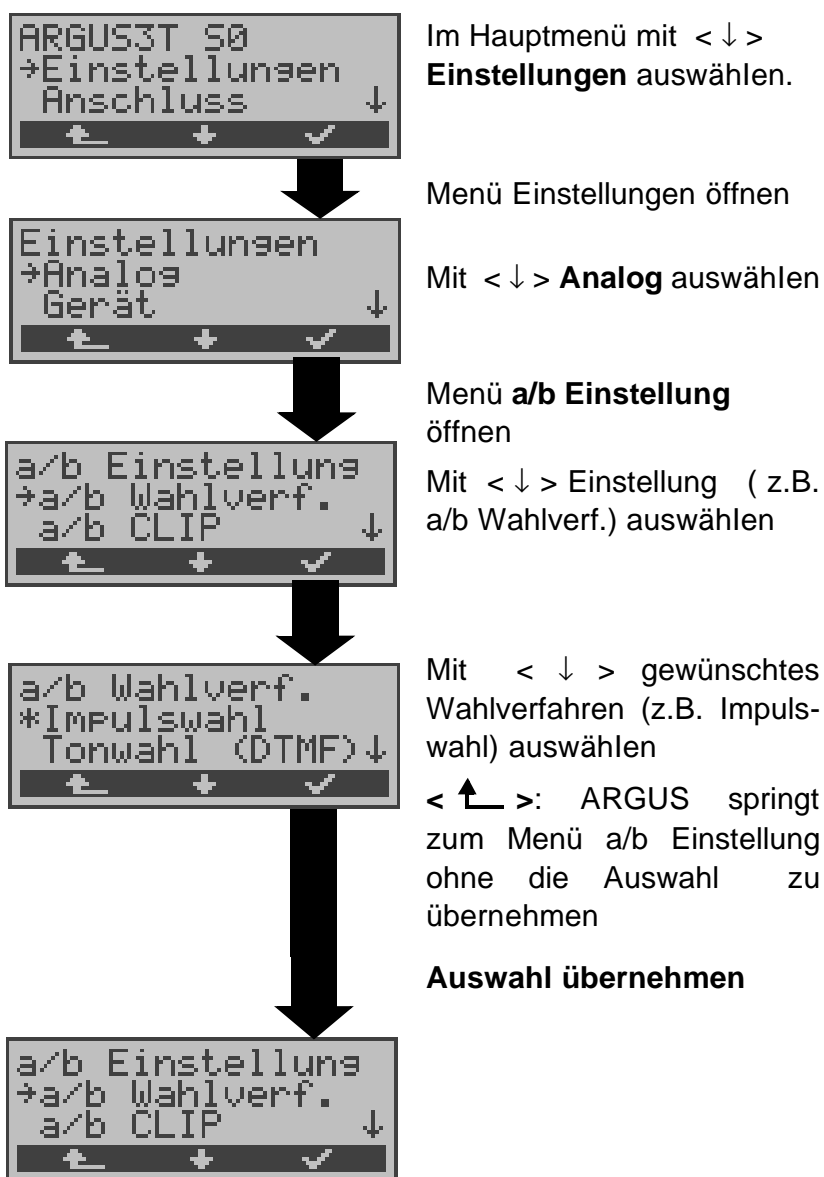 ARGUS3T S0
→Einstellungen
Anschluss ↓
Im Hauptmenü mit < ↓ >
Einstellungen auswählen.
Menü Einstellungen öffnen
Einstellungen
→Analog
Gerät ↓
Mit < ↓ > Analog auswählen
Menü a/b Einstellung
öffnen
a/b Einstellung
→a/b Wahlverf.
a/b CLIP ↓
Mit < ↓ > Einstellung ( z.B.
a/b Wahlverf.) auswählen
a/b Wahlverf.
*Impulswahl
Tonwahl (DTMF)↓
Mit < ↓ > gewünschtes
Wahlverfahren (z.B. Impuls-
wahl) auswählen
< >: ARGUS springt
zum Menü a/b Einstellung
ohne die Auswahl zu
übernehmen
Auswahl übernehmen
a/b Einstellung
→a/b Wahlverf.
a/b CLIP ↓